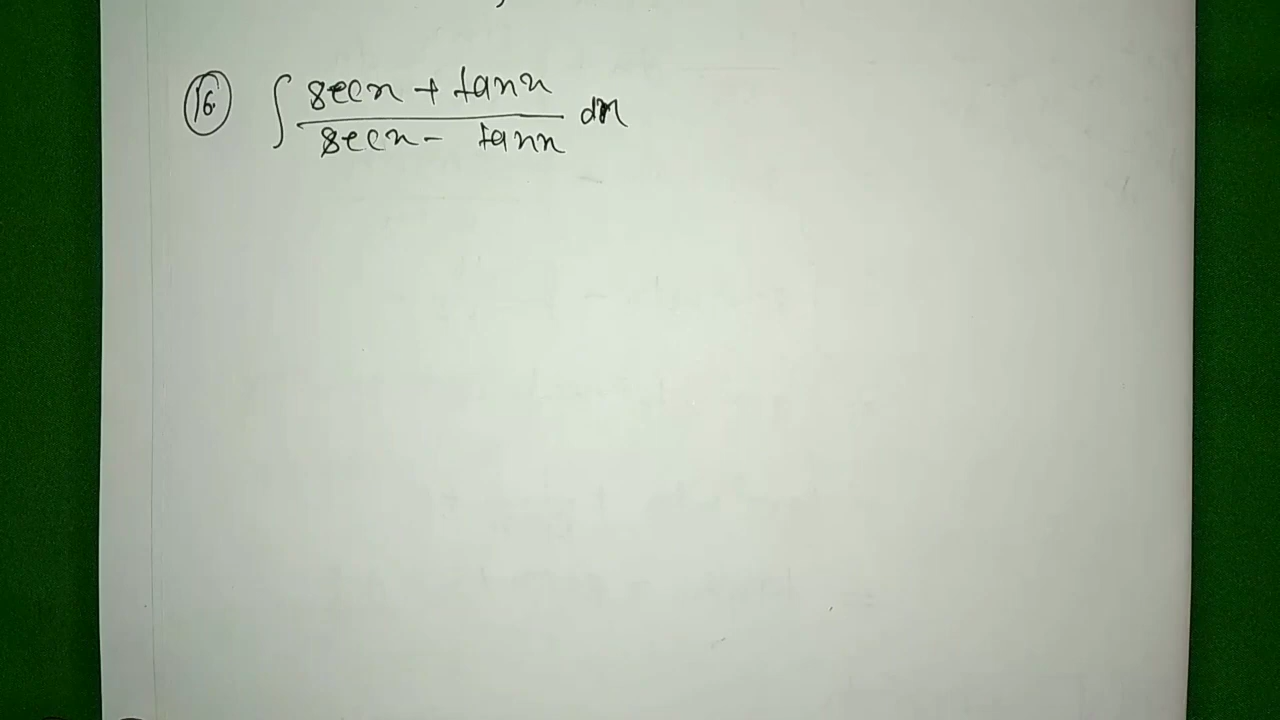 16. ∫ (secx + tanx)/(secx - tanx) dx